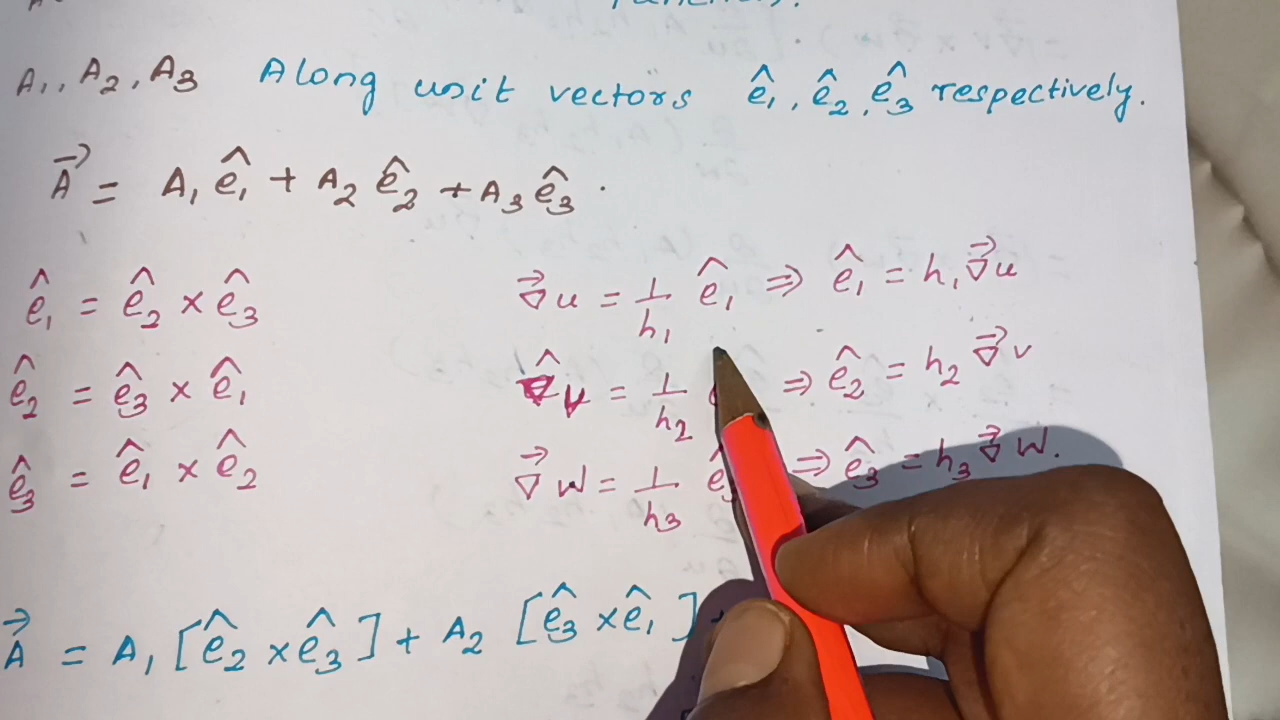 A₁, A₂, A₃ Along unit vectors ê₁, ê₂, ê₃ respectively.
A⃗ = A₁ ê₁ + A₂ ê₂ + A₃ ê₃ .
ê₁ = ê₂ × ê₃
∇⃗u = 1/h₁ ê₁ ⇒ ê₁ = h₁ ∇⃗u
ê₂ = ê₃ × ê₁
∇̂v = 1/h₂ ⇒ ê₂ = h₂ ∇⃗v
ê₃ = ê₁ × ê₂
∇⃗W = 1/h₃ ê₃ ⇒ ê₃ = h₃ ∇⃗W.
A⃗ = A₁ [ê₂ × ê₃] + A₂ [ê₃ × ê₁]